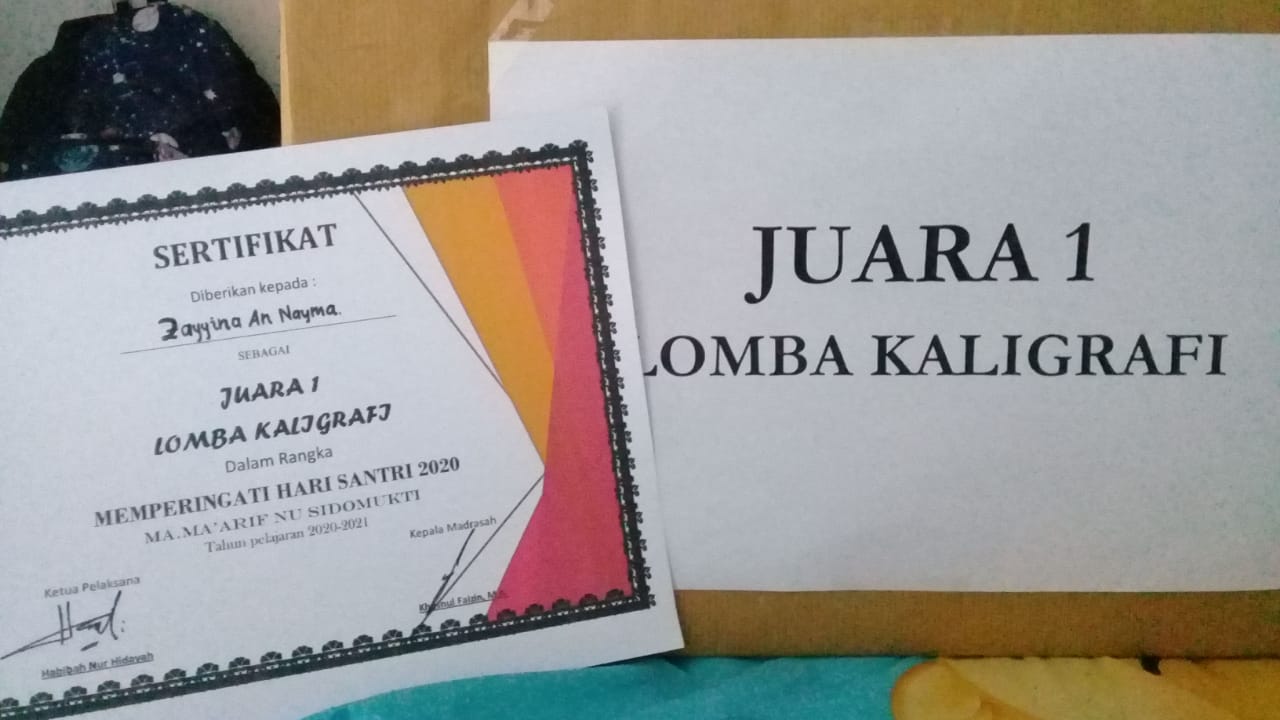 SERTIFIKAT
Diberikan kepada :
Zayyina An Nayma.
SEBAGAI
JUARA 1
LOMBA KALIGRAFI
Dalam Rangka
MEMPERINGATI HARI SANTRI 2020
MA.MA'ARIF NU SIDOMUKTI
Tahun pelajaran 2020-2021
Ketua Pelaksana
Habibah Nur Hidayah
Kepala Madrasah
Faizin, M.
JUARA 1
LOMBA KALIGRAFI